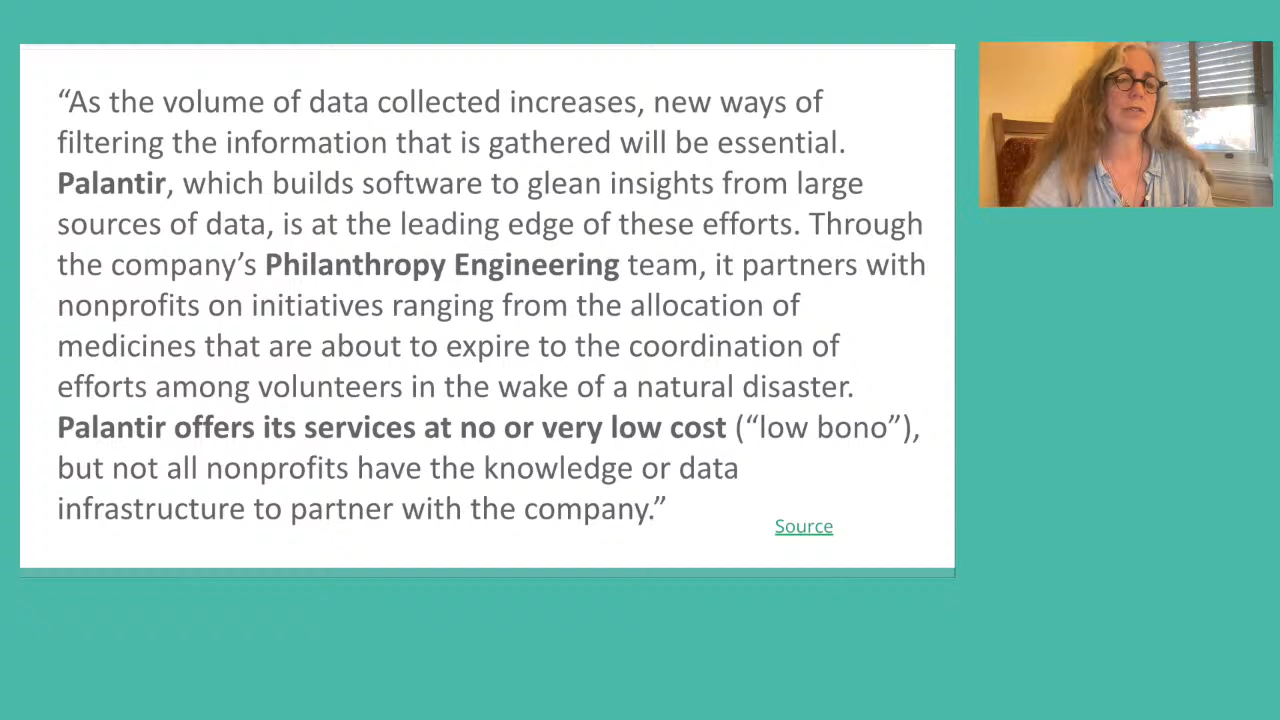 “As the volume of data collected increases, new ways of
filtering the information that is gathered will be essential.
Palantir, which builds software to glean insights from large
sources of data, is at the leading edge of these efforts. Through
the company’s Philanthropy Engineering team, it partners with
nonprofits on initiatives ranging from the allocation of
medicines that are about to expire to the coordination of
efforts among volunteers in the wake of a natural disaster.
Palantir offers its services at no or very low cost (“low bono”),
but not all nonprofits have the knowledge or data
infrastructure to partner with the company.”
Source